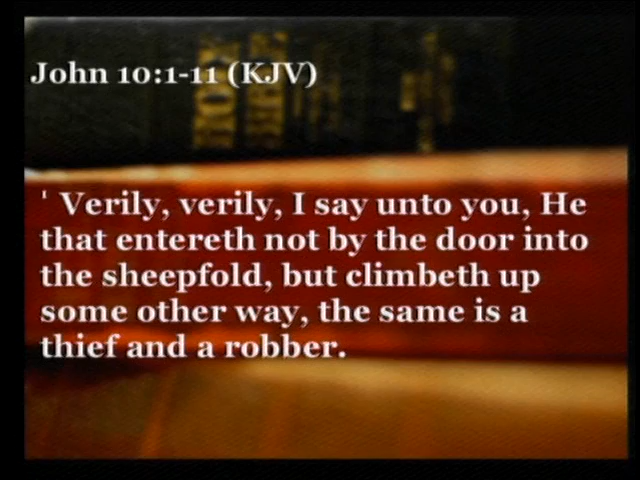 John 10:1-11 (KJV)
' Verily, verily, I say unto you, He
that entereth not by the door into
the sheepfold, but climbeth up
some other way, the same is a
thief and a robber.